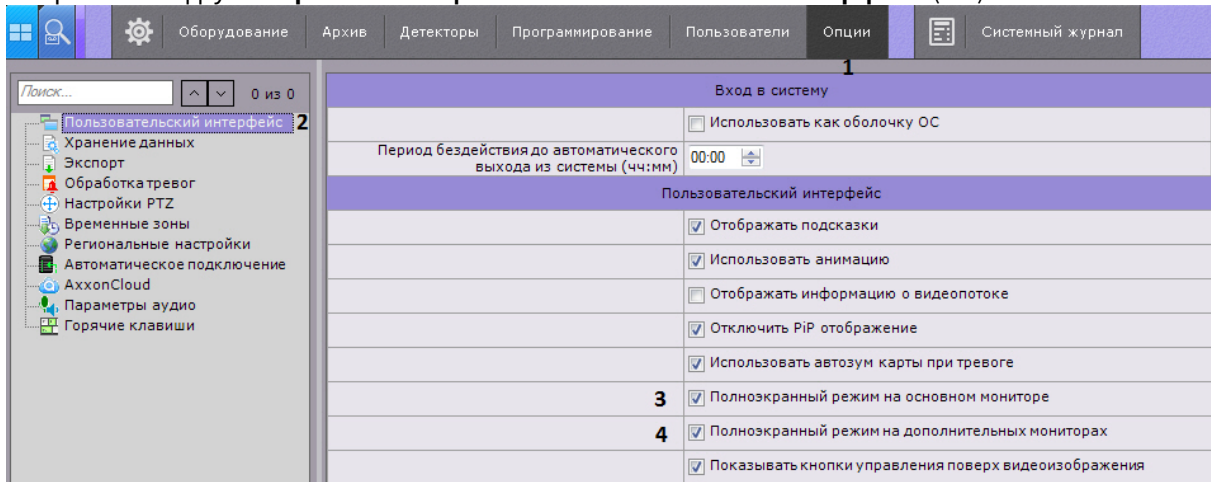 Оборудование Архив Детекторы Программирование Пользователи Опции Системный журнал
1
Поиск... 0 из 0
Пользовательский интерфейс 2
Хранение данных
Экспорт
Обработка тревог
Настройки PTZ
Временные зоны
Региональные настройки
Автоматическое подключение
AxxonCloud
Параметры аудио
Горячие клавиши
Вход в систему
Использовать как оболочку ОС
Период бездействия до автоматического
выхода из системы (чч:мм) 00:00
Пользовательский интерфейс
Отображать подсказки
Использовать анимацию
Отображать информацию о видеопотоке
Отключить PiP отображение
Использовать автозум карты при тревоге
3 Полноэкранный режим на основном мониторе
4 Полноэкранный режим на дополнительных мониторах
Показывать кнопки управления поверх видеоизображения